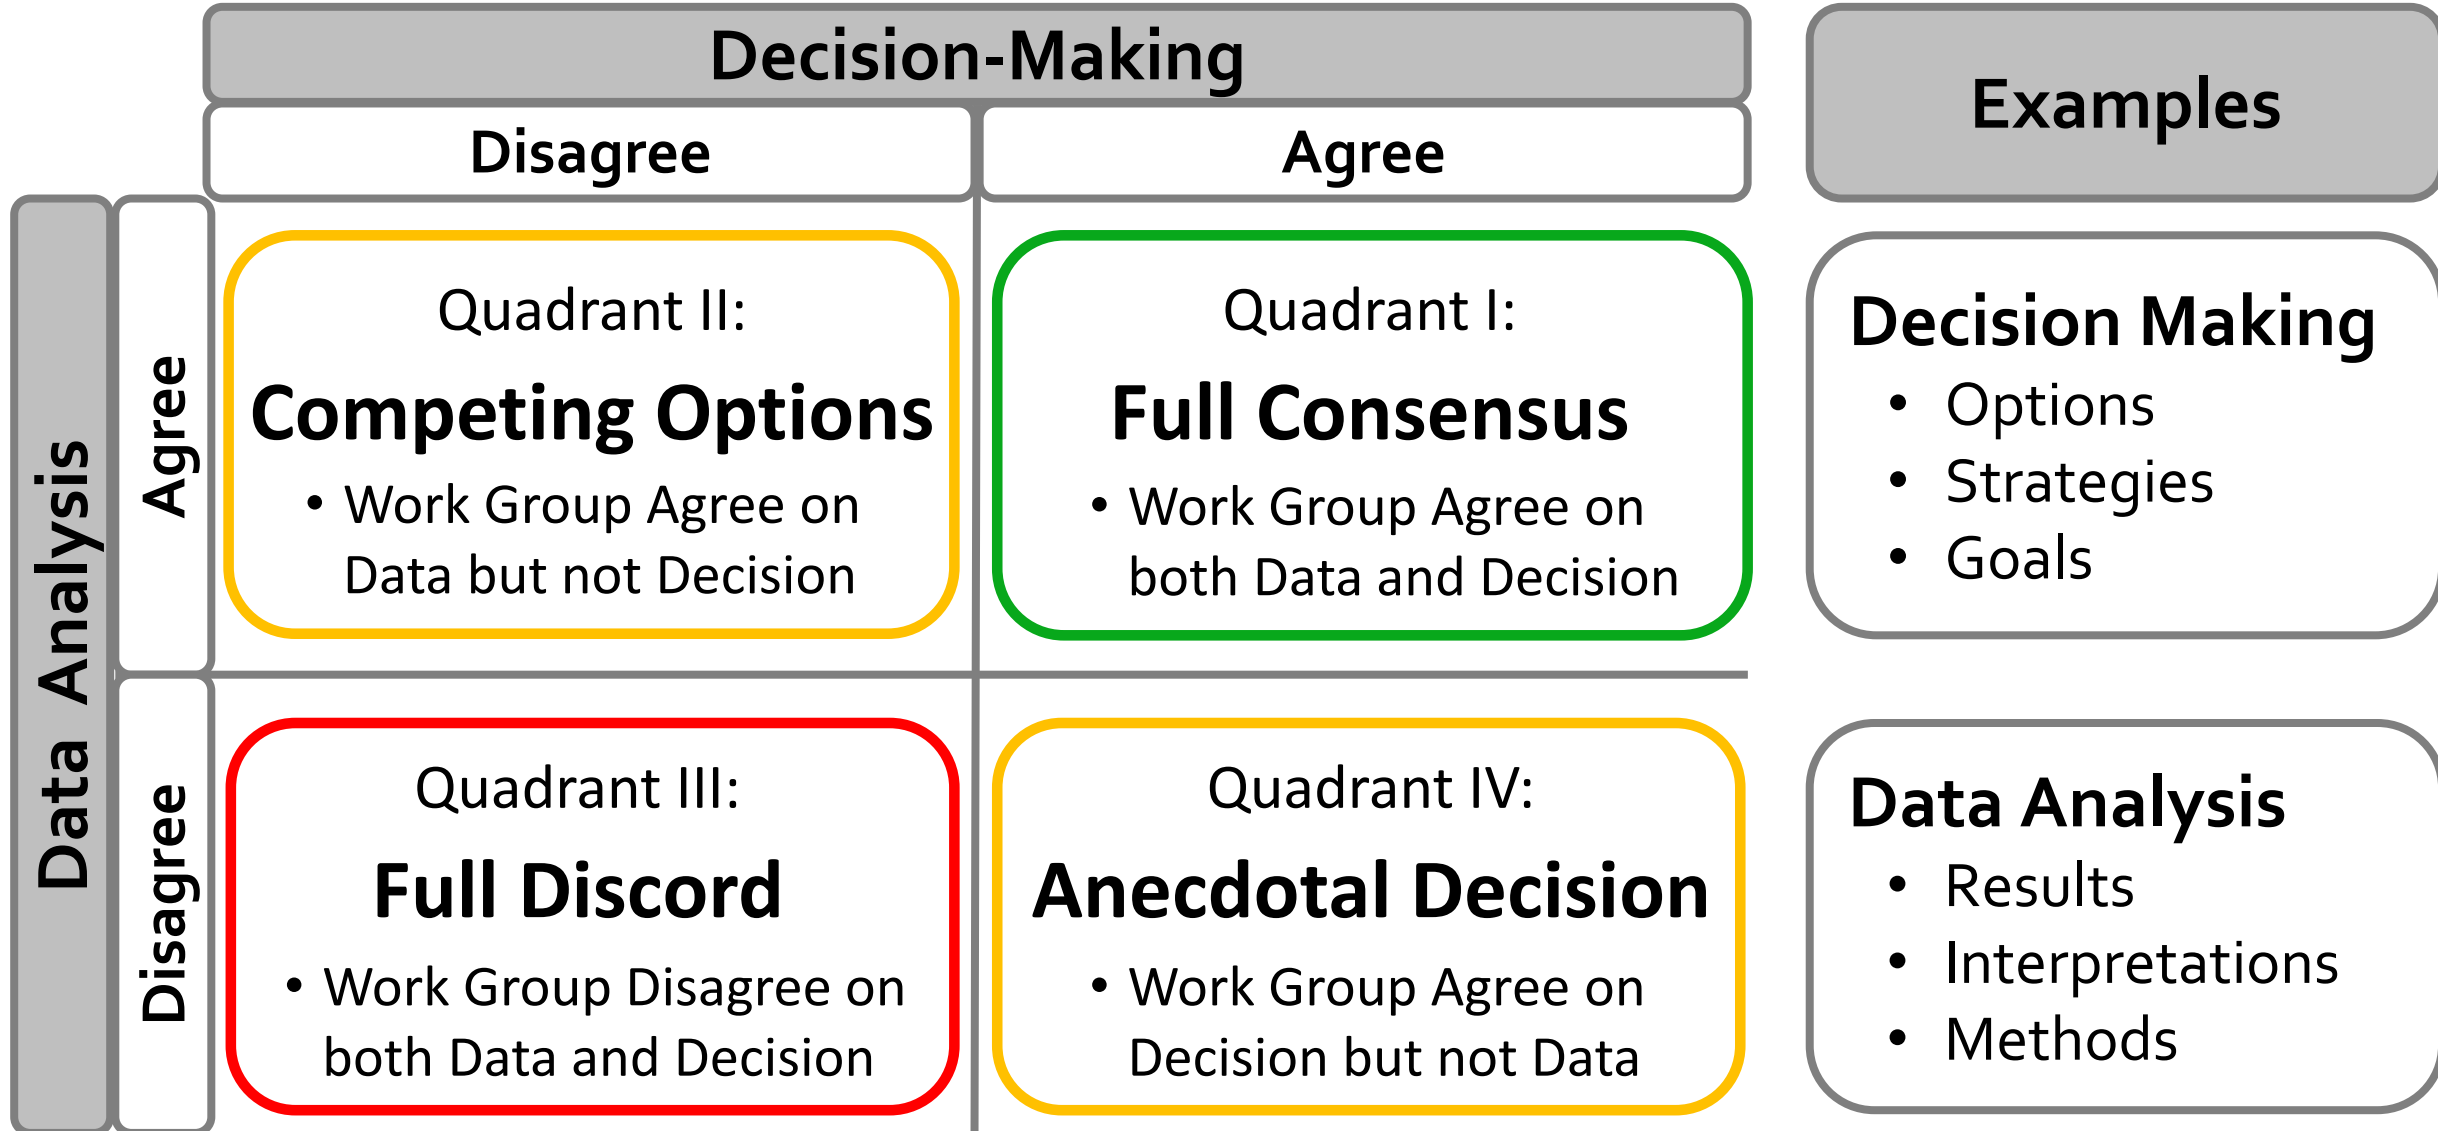 Decision-Making
Examples
Disagree
Agree
Data Analysis
Agree
Quadrant II:
Competing Options
• Work Group Agree on
Data but not Decision
Quadrant I:
Full Consensus
• Work Group Agree on
both Data and Decision
Decision Making
• Options
• Strategies
• Goals
Disagree
Quadrant III:
Full Discord
• Work Group Disagree on
both Data and Decision
Quadrant IV:
Anecdotal Decision
• Work Group Agree on
Decision but not Data
Data Analysis
• Results
• Interpretations
• Methods